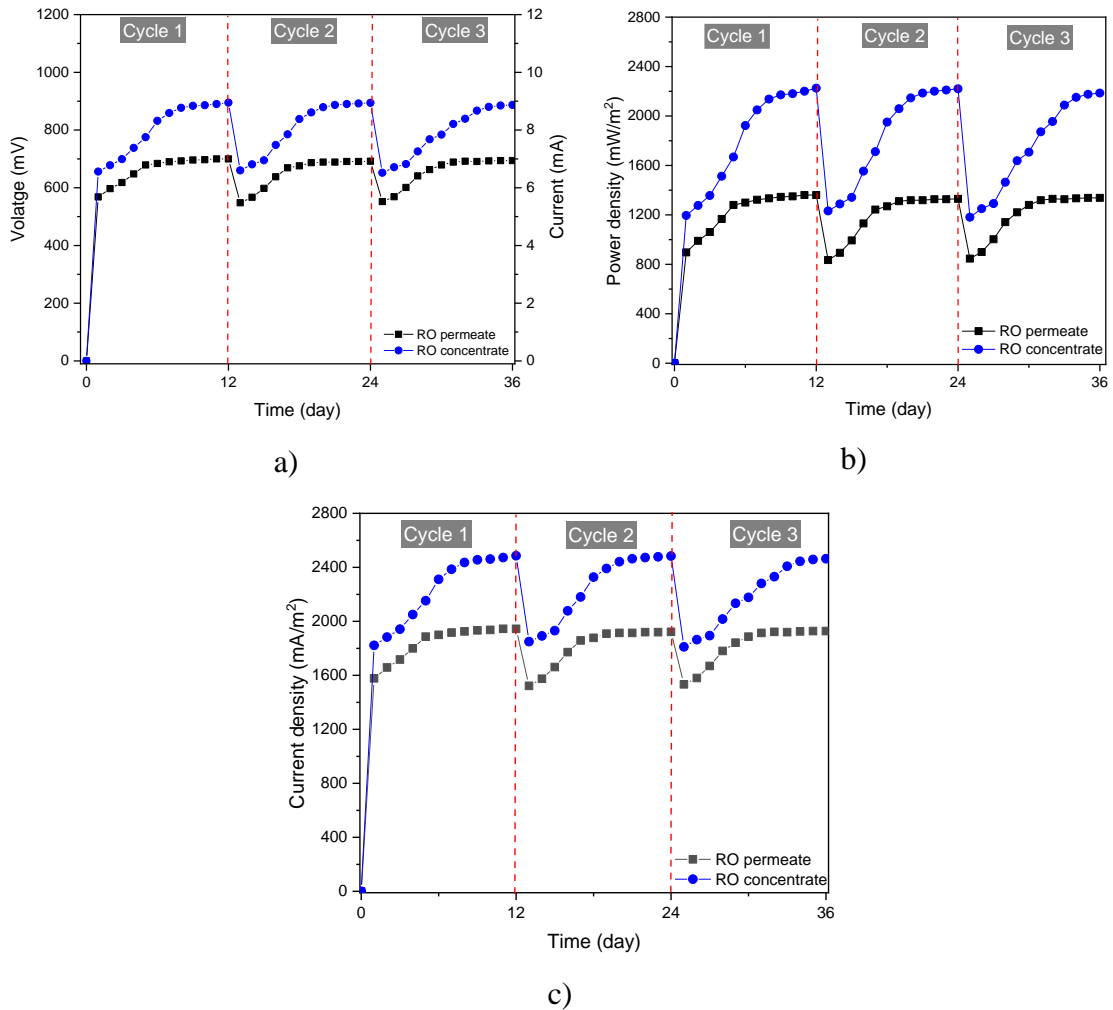 Cycle 1 Cycle 2 Cycle 3
1200
1000
800
600
400
200
0
Volatge (mV)
12
10
8
6
4
2
0
Current (mA)
RO permeate
RO concentrate
0 12 24 36
Time (day)
a)
Cycle 1 Cycle 2 Cycle 3
2800
2400
2000
1600
1200
800
400
0
Power density (mW/m²)
RO permeate
RO concentrate
0 12 24 36
Time (day)
b)
Cycle 1 Cycle 2 Cycle 3
2800
2400
2000
1600
1200
800
400
0
Current density (mA/m²)
RO permeate
RO concentrate
0 12 24 36
Time (day)
c)